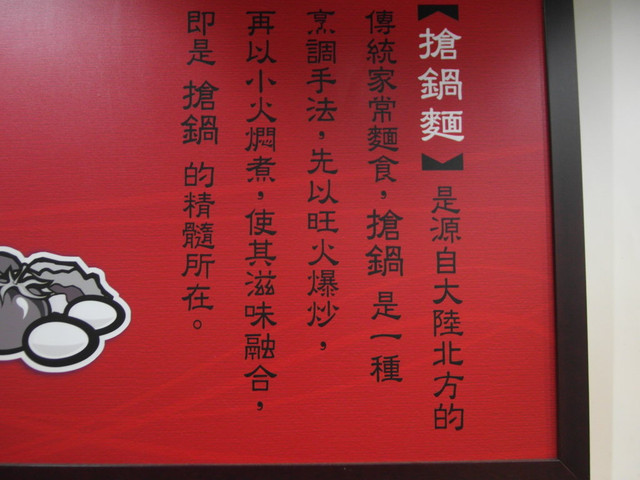 【搶鍋麵】是源自大陸北方的
傳統家常麵食，搶鍋是一種
烹調手法，先以旺火爆炒，
再以小火燜煮，使其滋味融合，
即是 搶鍋 的精髓所在。